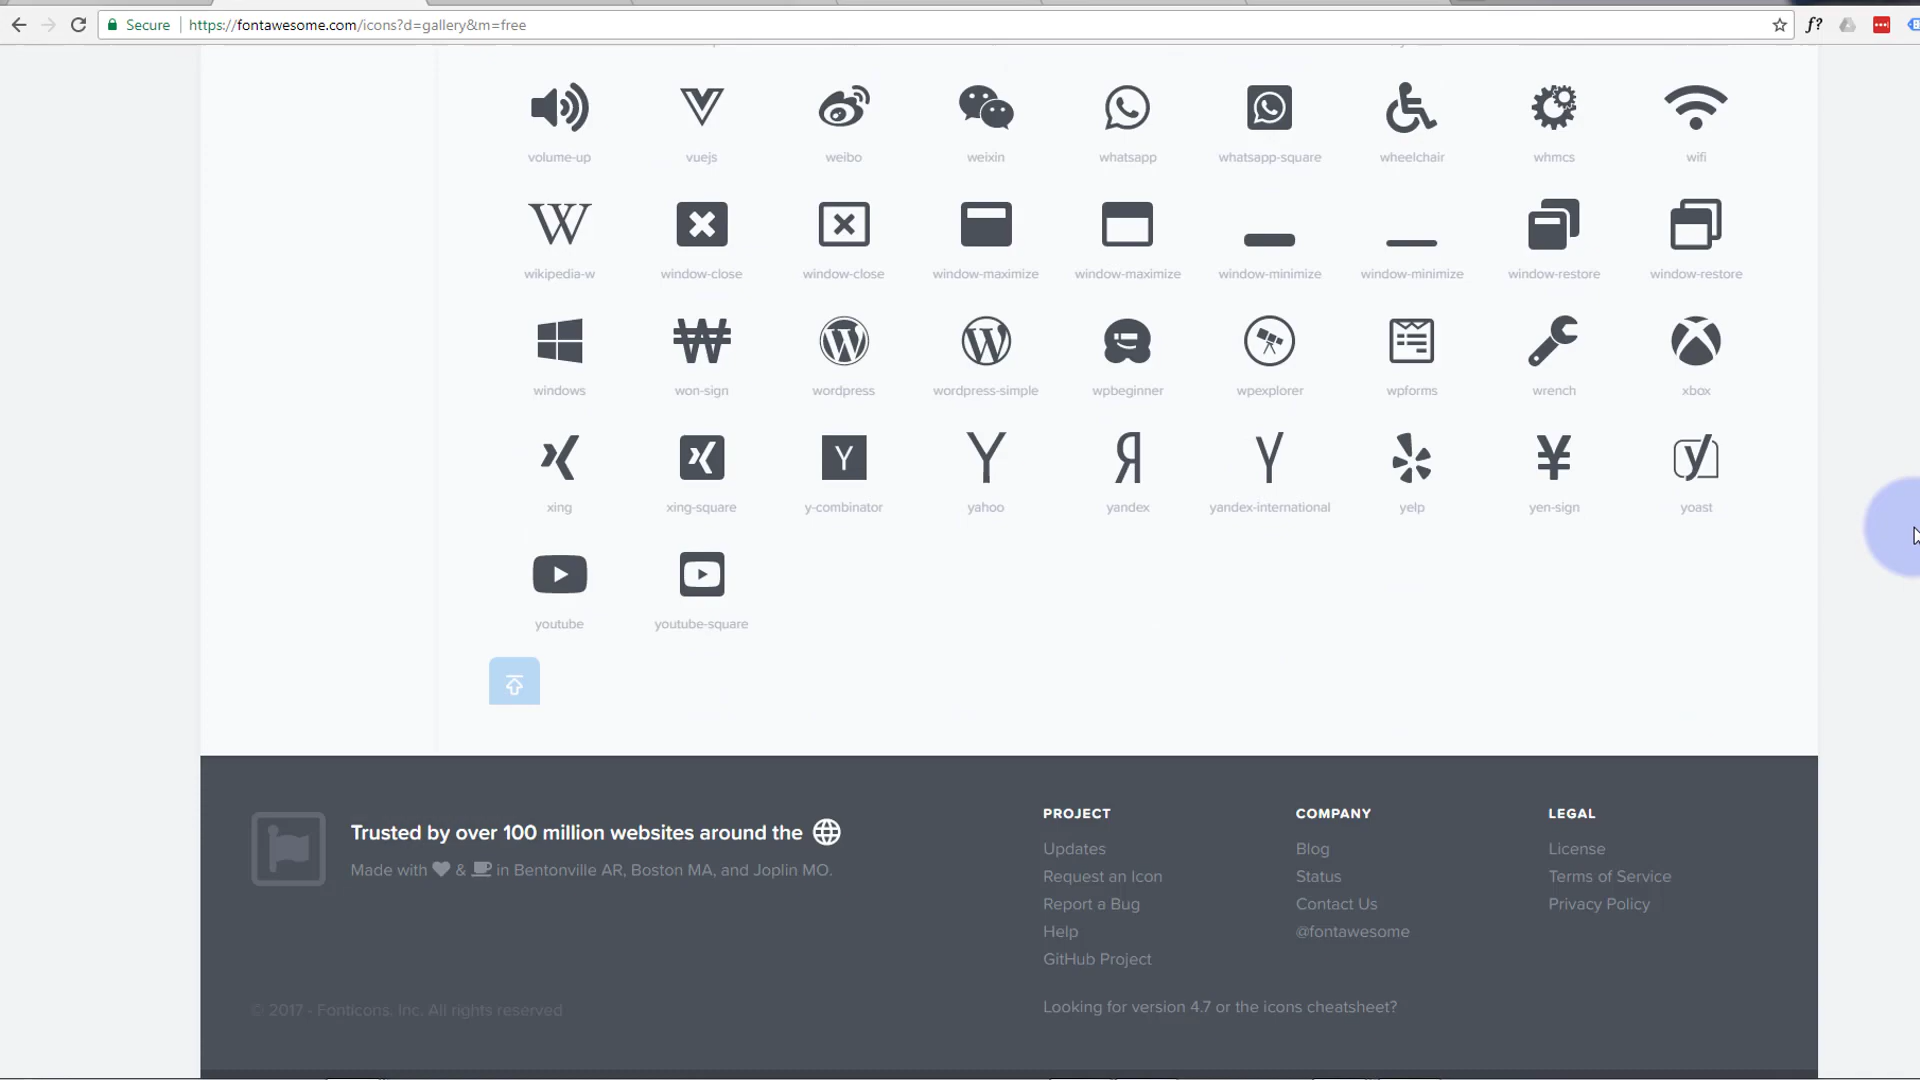 Secure https://fontawesome.com/icons?d=gallery&m=free
volume-up vuejs weibo weixin whatsapp whatsapp-square wheelchair whmcs wifi
wikipedia-w window-close window-close window-maximize window-maximize window-minimize window-minimize window-restore window-restore
windows won-sign wordpress wordpress-simple wpbeginner wpexplorer wpforms wrench xbox
xing xing-square y-combinator yahoo yandex yandex-international yelp yen-sign yoast
youtube youtube-square
Trusted by over 100 million websites around the
Made with & in Bentonville AR, Boston MA, and Joplin MO.
© 2017 - Fonticons, Inc. All rights reserved
PROJECT
Updates
Request an Icon
Report a Bug
Help
GitHub Project
COMPANY
Blog
Status
Contact Us
@fontawesome
LEGAL
License
Terms of Service
Privacy Policy
Looking for version 4.7 or the icons cheatsheet?